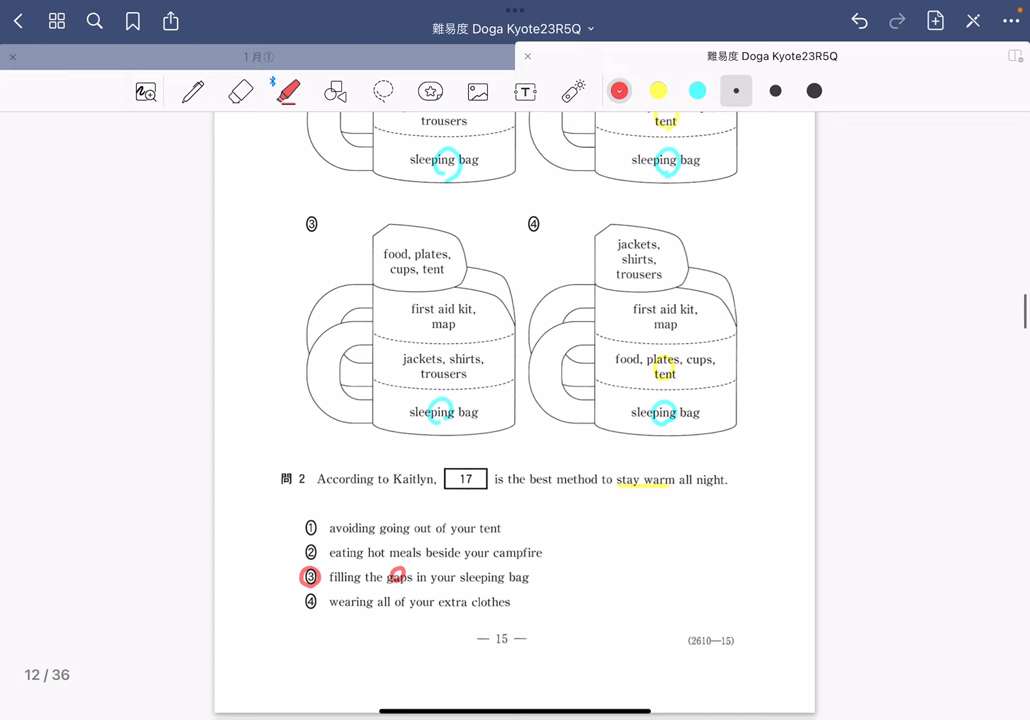 難易度 Doga Kyote23R5Q
1月①
難易度 Doga Kyote23R5Q
trousers
sleeping bag
tent
sleeping bag
③
food, plates,
cups, tent
first aid kit,
map
jackets, shirts,
trousers
sleeping bag
④
jackets,
shirts,
trousers
first aid kit,
map
food, plates, cups,
tent
sleeping bag
問 2 According to Kaitlyn, 17 is the best method to stay warm all night.
① avoiding going out of your tent
② eating hot meals beside your campfire
③ filling the gaps in your sleeping bag
④ wearing all of your extra clothes
— 15 —
(2610—15)
12 / 36